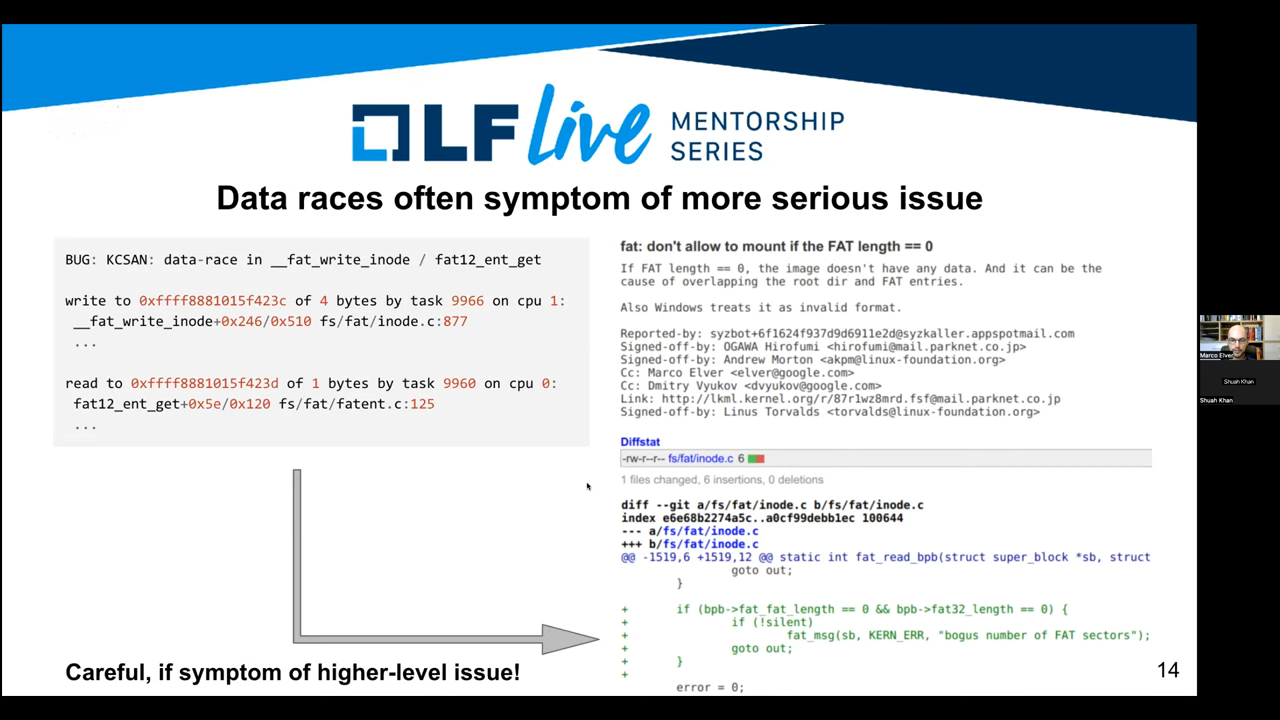 LF Live MENTORSHIP
SERIES
Data races often symptom of more serious issue
BUG: KCSAN: data-race in __fat_write_inode / fat12_ent_get
write to 0xffff8881015f423c of 4 bytes by task 9966 on cpu 1:
__fat_write_inode+0x246/0x510 fs/fat/inode.c:877
...
read to 0xffff8881015f423d of 1 bytes by task 9960 on cpu 0:
fat12_ent_get+0x5e/0x120 fs/fat/fatent.c:125
...
Careful, if symptom of higher-level issue!
fat: don't allow to mount if the FAT length == 0
If FAT length == 0, the image doesn't have any data. And it can be the
cause of overlapping the root dir and FAT entries.
Also Windows treats it as invalid format.
Reported-by: syzbot+6f1624f937d9d6911e2d@syzkaller.appspotmail.com
Signed-off-by: OGAWA Hirofumi <hirofumi@mail.parknet.co.jp>
Signed-off-by: Andrew Morton <akpm@linux-foundation.org>
Cc: Marco Elver <elver@google.com>
Cc: Dmitry Vyukov <dvyukov@google.com>
Link: http://lkml.kernel.org/r/87r1wz8mrd.fsf@mail.parknet.co.jp
Signed-off-by: Linus Torvalds <torvalds@linux-foundation.org>
Diffstat
-rw-r--r-- fs/fat/inode.c 6
1 files changed, 6 insertions, 0 deletions
diff --git a/fs/fat/inode.c b/fs/fat/inode.c
index e6e68b2274a5c..a0cf99debb1ec 100644
--- a/fs/fat/inode.c
+++ b/fs/fat/inode.c
@@ -1519,6 +1519,12 @@ static int fat_read_bpb(struct super_block *sb, struct
goto out;
}
+ if (bpb->fat_fat_length == 0 && bpb->fat32_length == 0) {
+ if (!silent)
+ fat_msg(sb, KERN_ERR, "bogus number of FAT sectors");
+ goto out;
+ }
+
error = 0;
14
Marco Elver
Shuah Khan
Shuah Khan